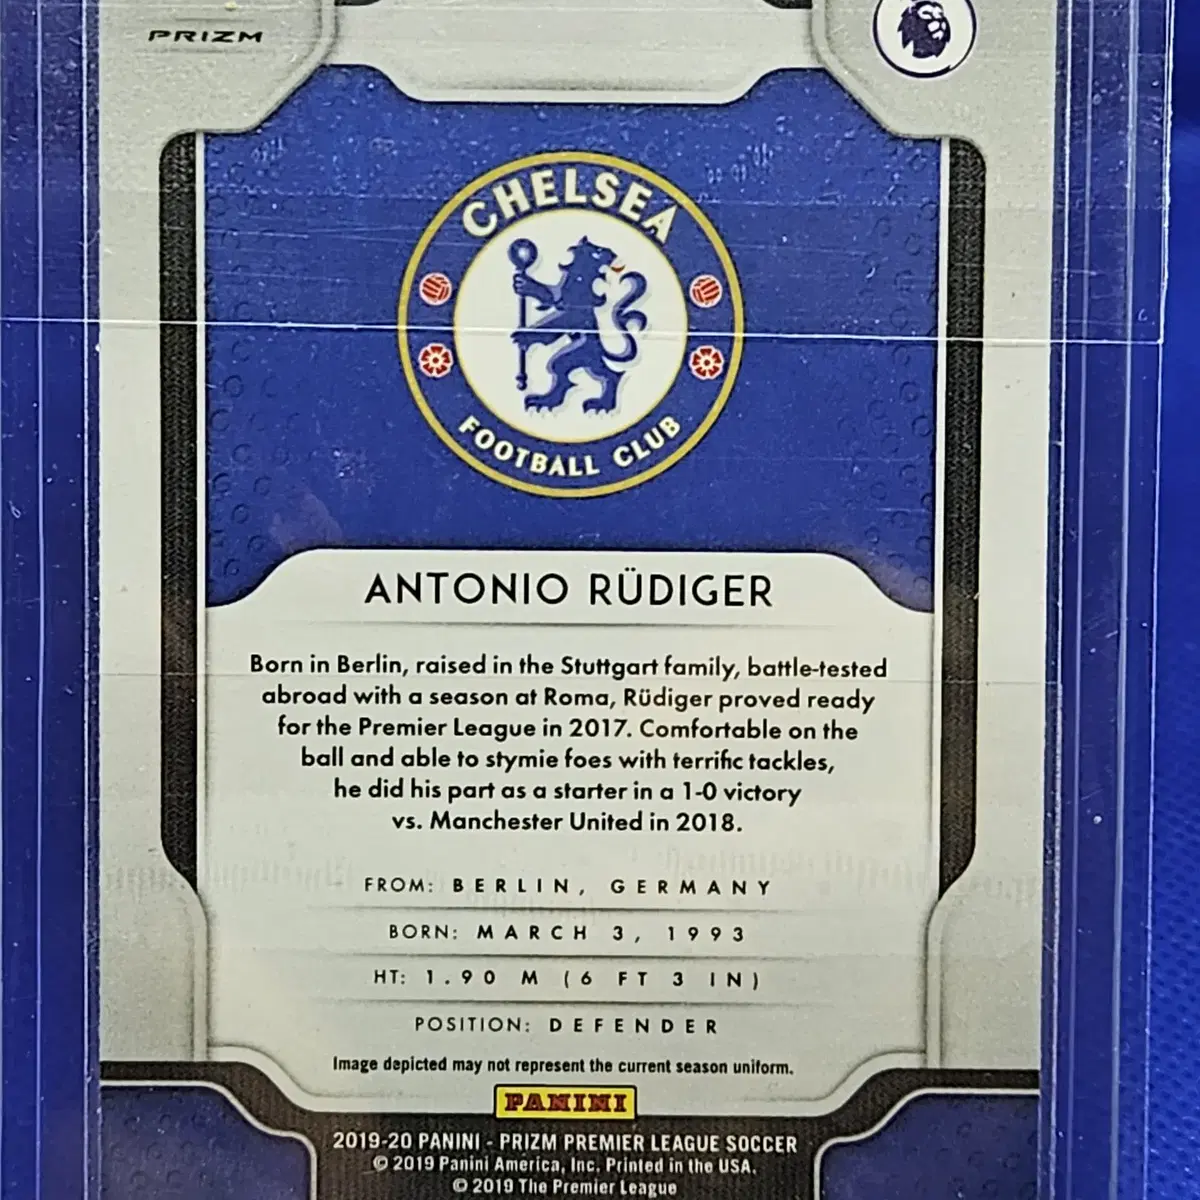 PRIZM
CHELSEA
FOOTBALL CLUB
ANTONIO RÜDIGER
Born in Berlin, raised in the Stuttgart family, battle-tested
abroad with a season at Roma, Rüdiger proved ready
for the Premier League in 2017. Comfortable on the
ball and able to stymie foes with terrific tackles,
he did his part as a starter in a 1-0 victory
vs. Manchester United in 2018.
FROM: BERLIN, GERMANY
BORN: MARCH 3, 1993
HT: 1.90 M (6 FT 3 IN)
POSITION: DEFENDER
Image depicted may not represent the current season uniform.
PANINI
2019-20 PANINI - PRIZM PREMIER LEAGUE SOCCER
© 2019 Panini America, Inc. Printed in the USA.
© 2019 The Premier League